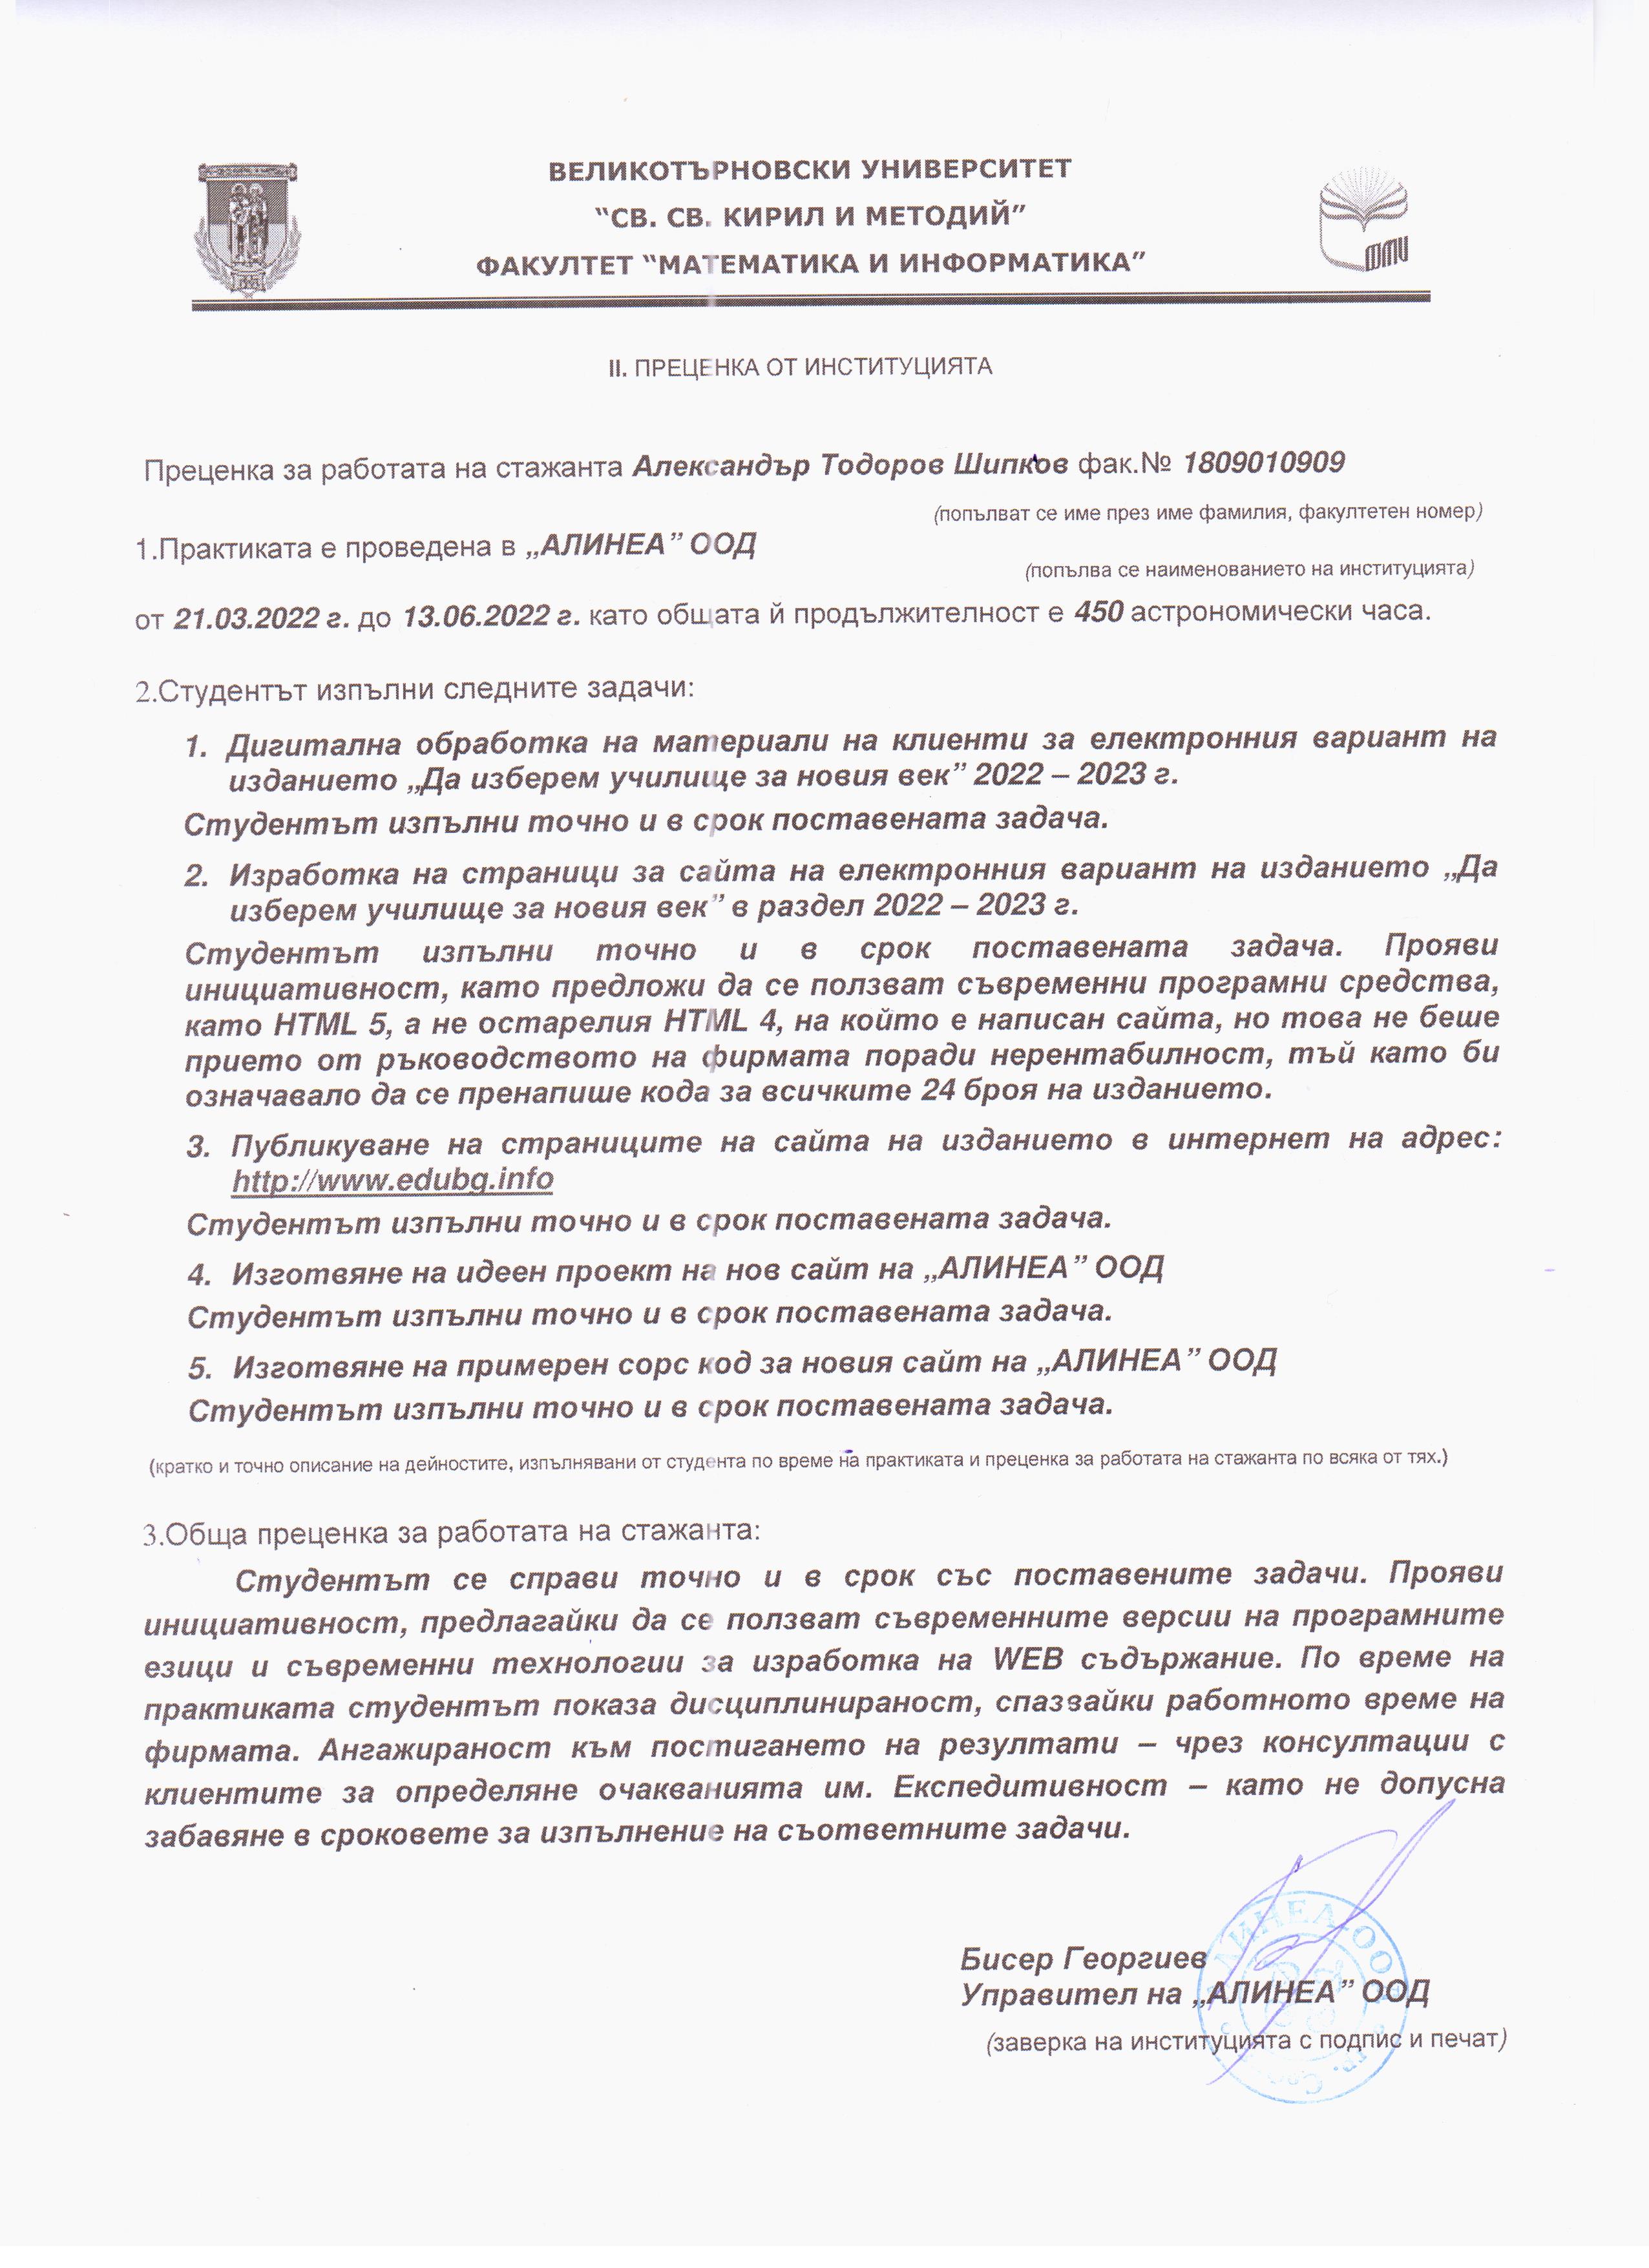 ВЕЛИКОТЪРНОВСКИ УНИВЕРСИТЕТ
“СВ. СВ. КИРИЛ И МЕТОДИЙ”
ФАКУЛТЕТ “МАТЕМАТИКА И ИНФОРМАТИКА”
II. ПРЕЦЕНКА ОТ ИНСТИТУЦИЯТА
Преценка за работата на стажанта Александър Тодоров Шипков фак.№ 1809010909
(попълват се име през име фамилия, факултетен номер)
1.Практиката е проведена в „АЛИНЕА” ООД
(попълва се наименованието на институцията)
от 21.03.2022 г. до 13.06.2022 г. като общата й продължителност е 450 астрономически часа.
2.Студентът изпълни следните задачи:
1. Дигитална обработка на материали на клиенти за електронния вариант на
изданието „Да изберем училище за новия век” 2022 – 2023 г.
Студентът изпълни точно и в срок поставената задача.
2. Изработка на страници за сайта на електронния вариант на изданието „Да
изберем училище за новия век” в раздел 2022 – 2023 г.
Студентът изпълни точно и в срок поставената задача. Прояви
инициативност, като предложи да се ползват съвременни програмни средства,
като HTML 5, а не остарелия HTML 4, на който е написан сайта, но това не беше
прието от ръководството на фирмата поради нерентабилност, тъй като би
означавало да се пренапише кода за всичките 24 броя на изданието.
3. Публикуване на страниците на сайта на изданието в интернет на адрес:
http://www.edubg.info
Студентът изпълни точно и в срок поставената задача.
4. Изготвяне на идеен проект на нов сайт на „АЛИНЕА” ООД
Студентът изпълни точно и в срок поставената задача.
5. Изготвяне на примерен сорс код за новия сайт на „АЛИНЕА” ООД
Студентът изпълни точно и в срок поставената задача.
(кратко и точно описание на дейностите, изпълнявани от студента по време на практиката и преценка за работата на стажанта по всяка от тях.)
3.Обща преценка за работата на стажанта:
Студентът се справи точно и в срок със поставените задачи. Прояви
инициативност, предлагайки да се ползват съвременните версии на програмните
езици и съвременни технологии за изработка на WEB съдържание. По време на
практиката студентът показа дисциплинираност, спазвайки работното време на
фирмата. Ангажираност към постигането на резултати – чрез консултации с
клиентите за определяне очакванията им. Експедитивност – като не допусна
забавяне в сроковете за изпълнение на съответните задачи.
Бисер Георгиев
Управител на „АЛИНЕА” ООД
(заверка на институцията с подпис и печат)